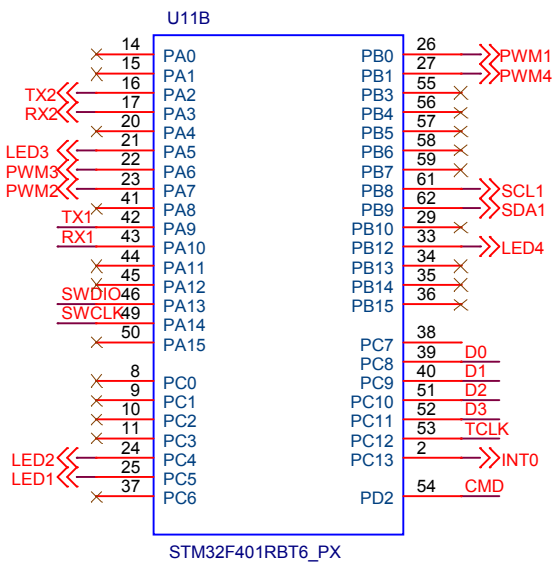 U11B
14 PA0
15 PA1
TX2 16 PA2
RX2 17 PA3
20 PA4
LED3 21 PA5
PWM3 22 PA6
PWM2 23 PA7
41 PA8
TX1 42 PA9
RX1 43 PA10
44 PA11
45 PA12
SWDIO 46 PA13
SWCLK 49 PA14
50 PA15
8 PC0
9 PC1
10 PC2
11 PC3
LED2 24 PC4
LED1 25 PC5
37 PC6
PB0 26 PWM1
PB1 27 PWM4
PB3 55
PB4 56
PB5 57
PB6 58
PB7 59
PB8 61 SCL1
PB9 62 SDA1
PB10 29
PB12 33 LED4
PB13 34
PB14 35
PB15 36
PC7 38
PC8 39 D0
PC9 40 D1
PC10 51 D2
PC11 52 D3
PC12 53 TCLK
PC13 2 INT0
PD2 54 CMD
STM32F401RBT6_PX